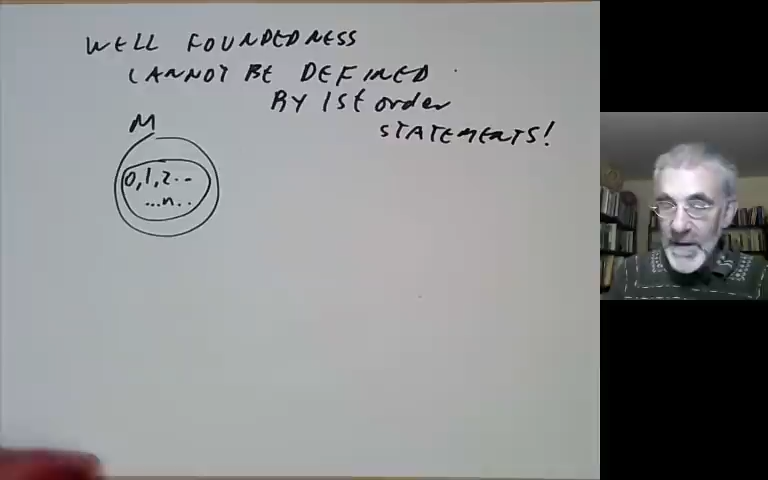 WELL FOUNDEDNESS
CANNOT BE DEFINED
BY 1st order
STATEMENTS!
M
0,1,2...
...n..